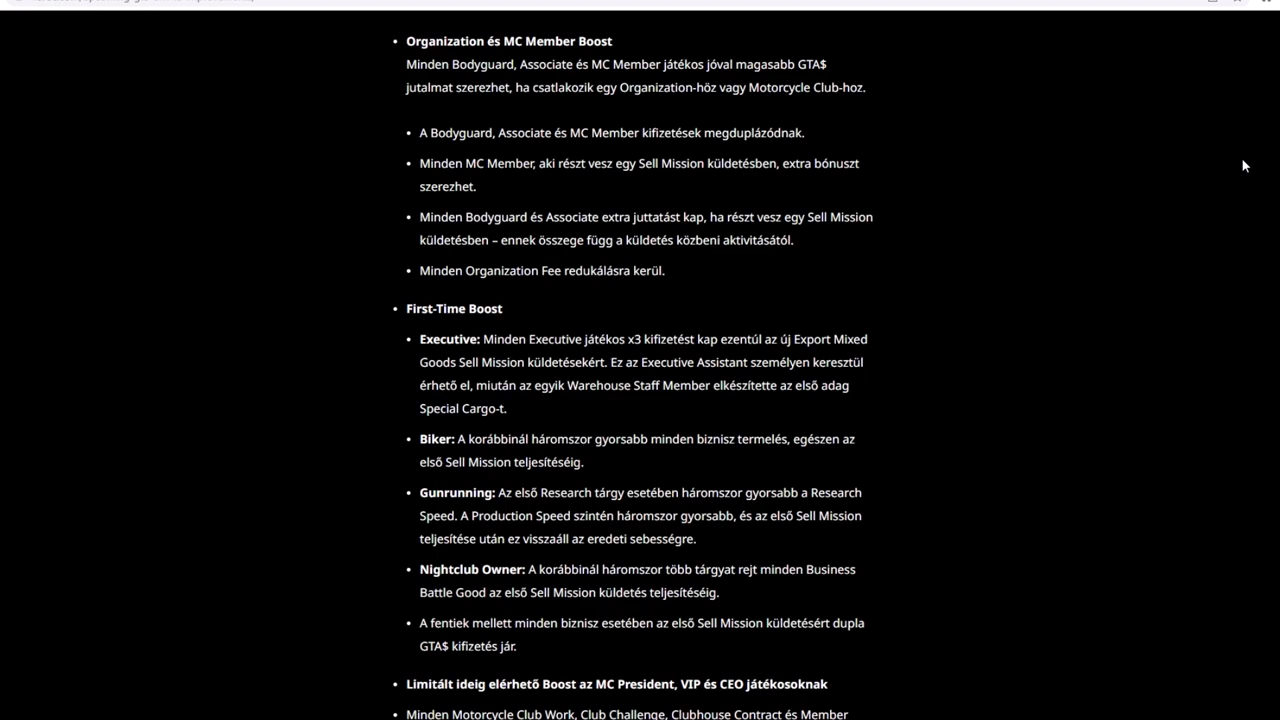 Organization és MC Member Boost
Minden Bodyguard, Associate és MC Member játékos jóval magasabb GTA$
jutalmat szerezhet, ha csatlakozik egy Organization-höz vagy Motorcycle Club-hoz.
A Bodyguard, Associate és MC Member kifizetések megduplázódnak.
Minden MC Member, aki részt vesz egy Sell Mission küldetésben, extra bónuszt
szerezhet.
Minden Bodyguard és Associate extra juttatást kap, ha részt vesz egy Sell Mission
küldetésben – ennek összege függ a küldetés közbeni aktivitásától.
Minden Organization Fee redukálásra kerül.
First-Time Boost
Executive: Minden Executive játékos x3 kifizetést kap ezentúl az új Export Mixed
Goods Sell Mission küldetésekért. Ez az Executive Assistant személyen keresztül
érhető el, miután az egyik Warehouse Staff Member elkészítette az első adag
Special Cargo-t.
Biker: A korábbinál háromszor gyorsabb minden biznisz termelés, egészen az
első Sell Mission teljesítéséig.
Gunrunning: Az első Research tárgy esetében háromszor gyorsabb a Research
Speed. A Production Speed szintén háromszor gyorsabb, és az első Sell Mission
teljesítése után ez visszaáll az eredeti sebességre.
Nightclub Owner: A korábbinál háromszor több tárgyat rejt minden Business
Battle Good az első Sell Mission küldetés teljesítéséig.
A fentiek mellett minden biznisz esetében az első Sell Mission küldetésért dupla
GTA$ kifizetés jár.
Limitált ideig elérhető Boost az MC President, VIP és CEO játékosoknak
Minden Motorcycle Club Work, Club Challenge, Clubhouse Contract és Member